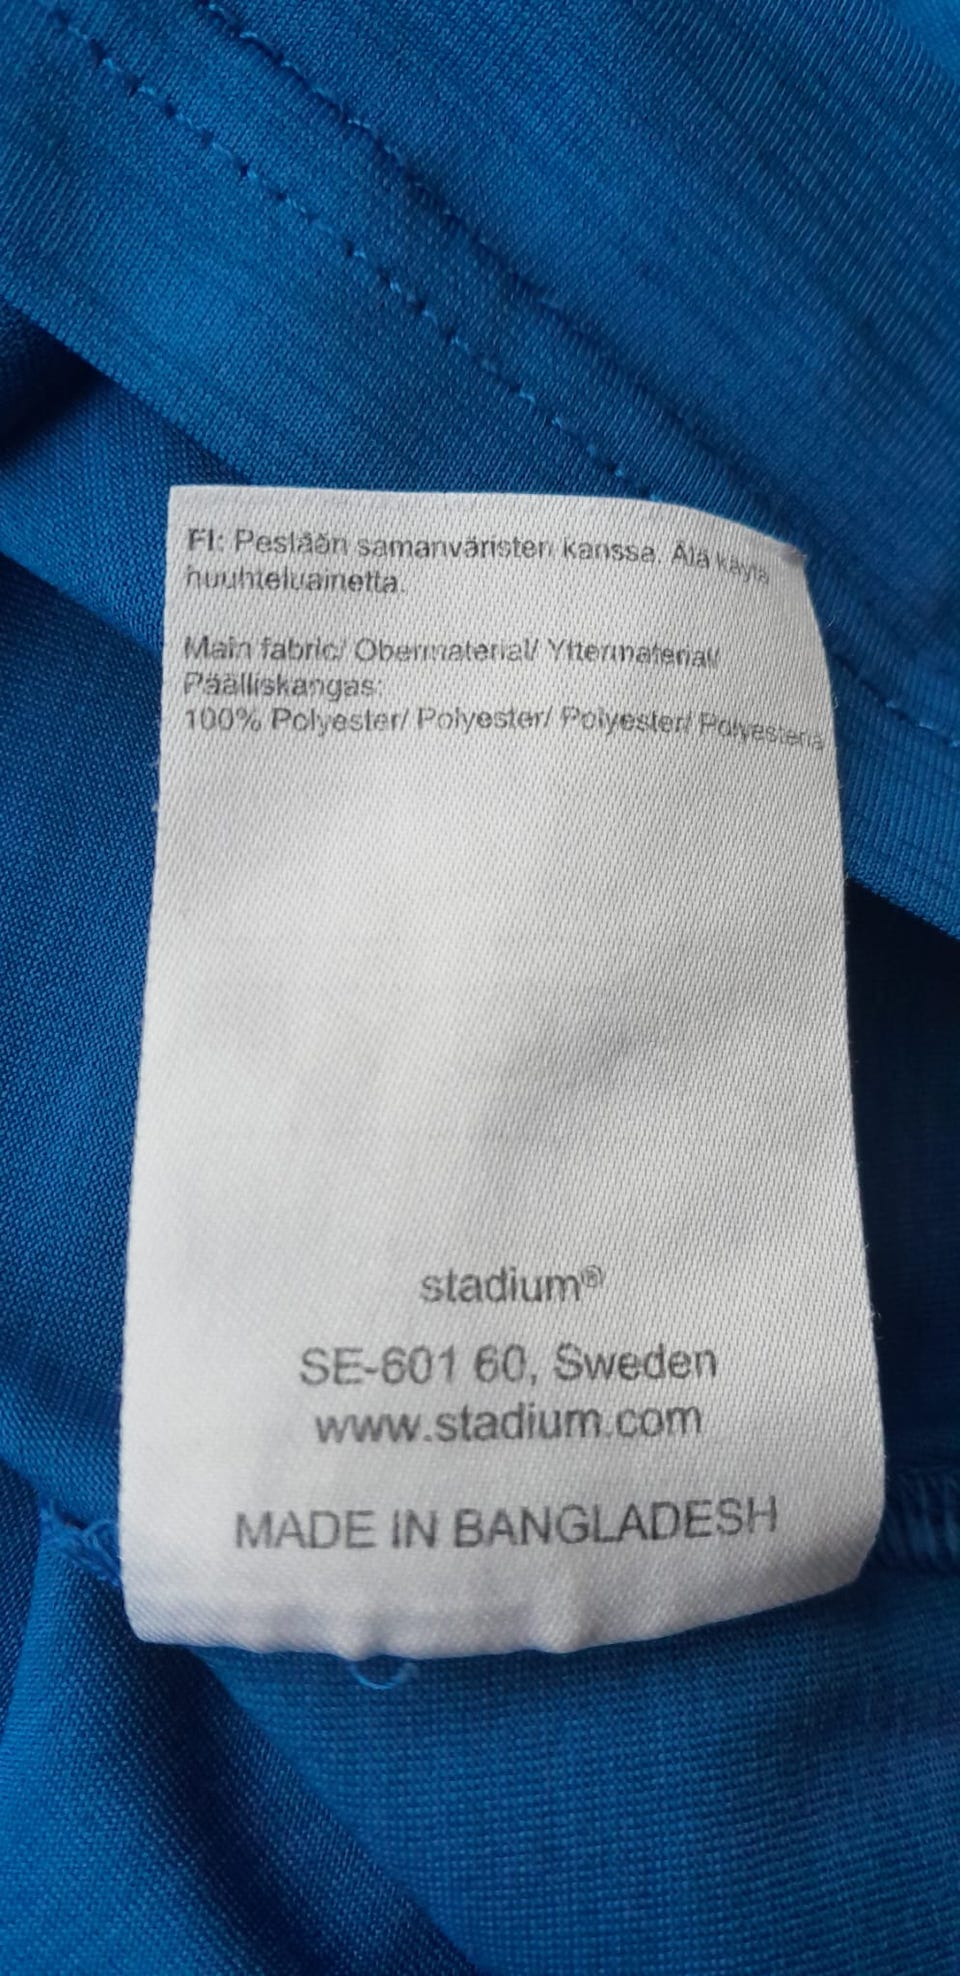 FI: Pestään samanväristen kanssa. Älä käytä
huuhteluainetta.
Main fabric/ Obermaterial/ Yttermaterial/
Päälliskangas:
100% Polyester/ Polyester/ Polyester/ Polyesteria
stadium®
SE-601 60, Sweden
www.stadium.com
MADE IN BANGLADESH